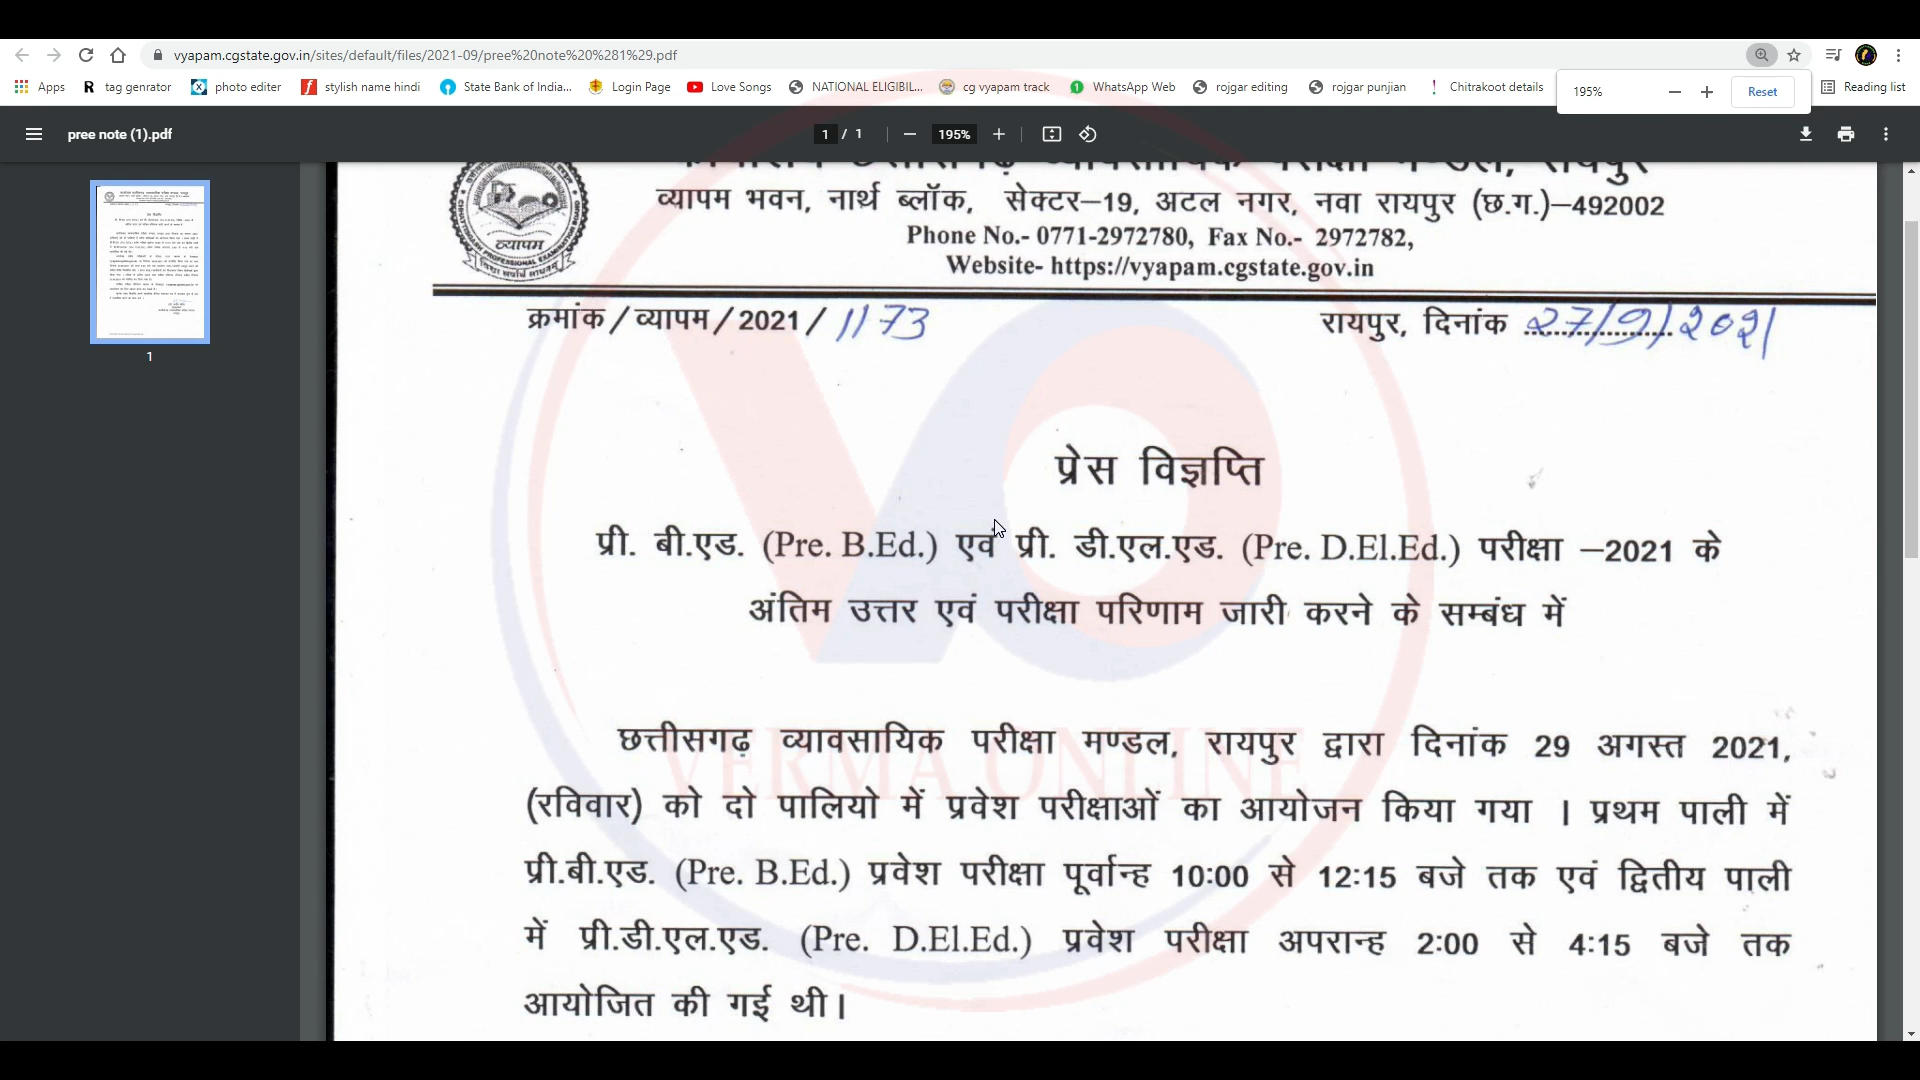 vyapam.cgstate.gov.in/sites/default/files/2021-09/pree%20note%20%281%29.pdf
Apps tag genrator photo editer stylish name hindi State Bank of India... Login Page Love Songs NATIONAL ELIGIBIL... cg vyapam track WhatsApp Web rojgar editing rojgar punjian Chitrakoot details Reading list
195% − + Reset
pree note (1).pdf 1 / 1 − 195% +
व्यापम भवन, नार्थ ब्लॉक, सेक्टर–19, अटल नगर, नवा रायपुर (छ.ग.)–492002
Phone No.- 0771-2972780, Fax No.- 2972782,
Website- https://vyapam.cgstate.gov.in
व्यापम
क्रमांक/व्यापम/2021/ 1173 रायपुर, दिनांक 27/9/2021
1
प्रेस विज्ञप्ति
प्री. बी.एड. (Pre. B.Ed.) एवं प्री. डी.एल.एड. (Pre. D.El.Ed.) परीक्षा –2021 के
अंतिम उत्तर एवं परीक्षा परिणाम जारी करने के सम्बंध में
छत्तीसगढ़ व्यावसायिक परीक्षा मण्डल, रायपुर द्वारा दिनांक 29 अगस्त 2021,
(रविवार) को दो पालियो में प्रवेश परीक्षाओं का आयोजन किया गया । प्रथम पाली में
प्री.बी.एड. (Pre. B.Ed.) प्रवेश परीक्षा पूर्वान्ह 10:00 से 12:15 बजे तक एवं द्वितीय पाली
में प्री.डी.एल.एड. (Pre. D.El.Ed.) प्रवेश परीक्षा अपरान्ह 2:00 से 4:15 बजे तक
आयोजित की गई थी।
VERMA ONLINE